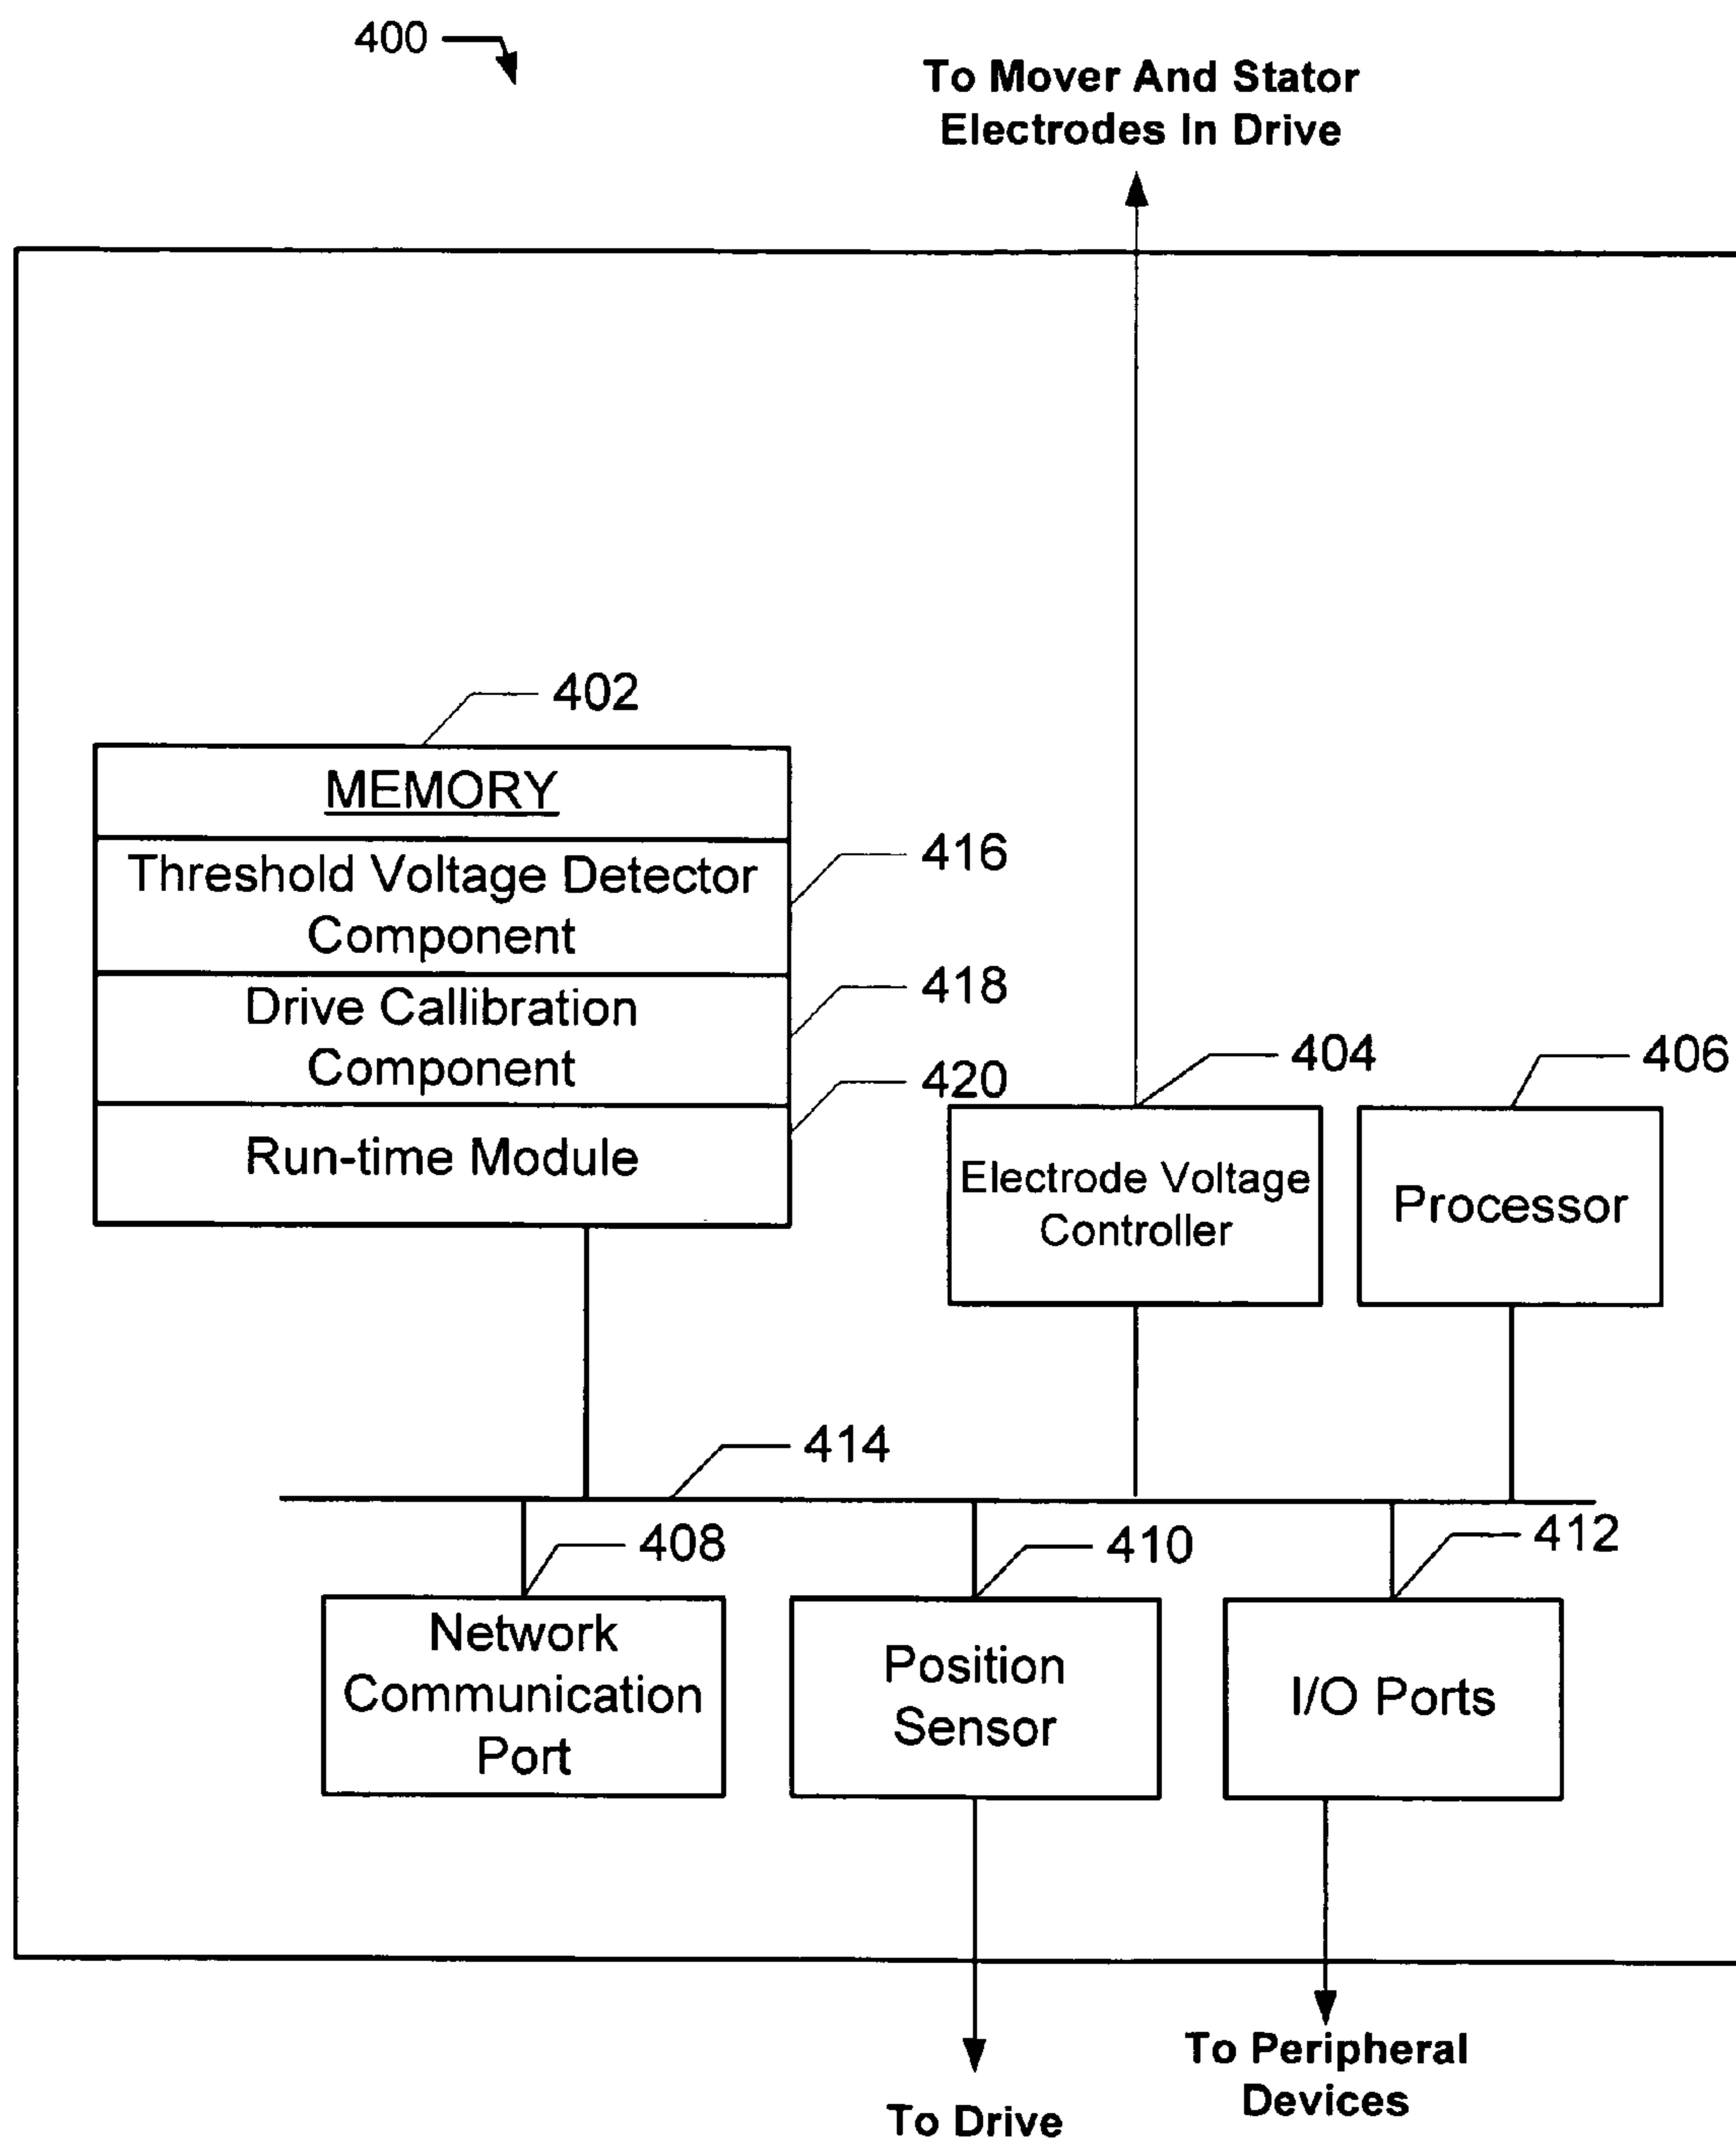 400
To Mover And Stator
Electrodes In Drive
402
MEMORY
416
Threshold Voltage Detector
Component
418
Drive Callibration
Component
420
Run-time Module
404
Electrode Voltage
Controller
406
Processor
414
408
Network
Communication
Port
410
Position
Sensor
412
I/O Ports
To Drive
To Peripheral
Devices